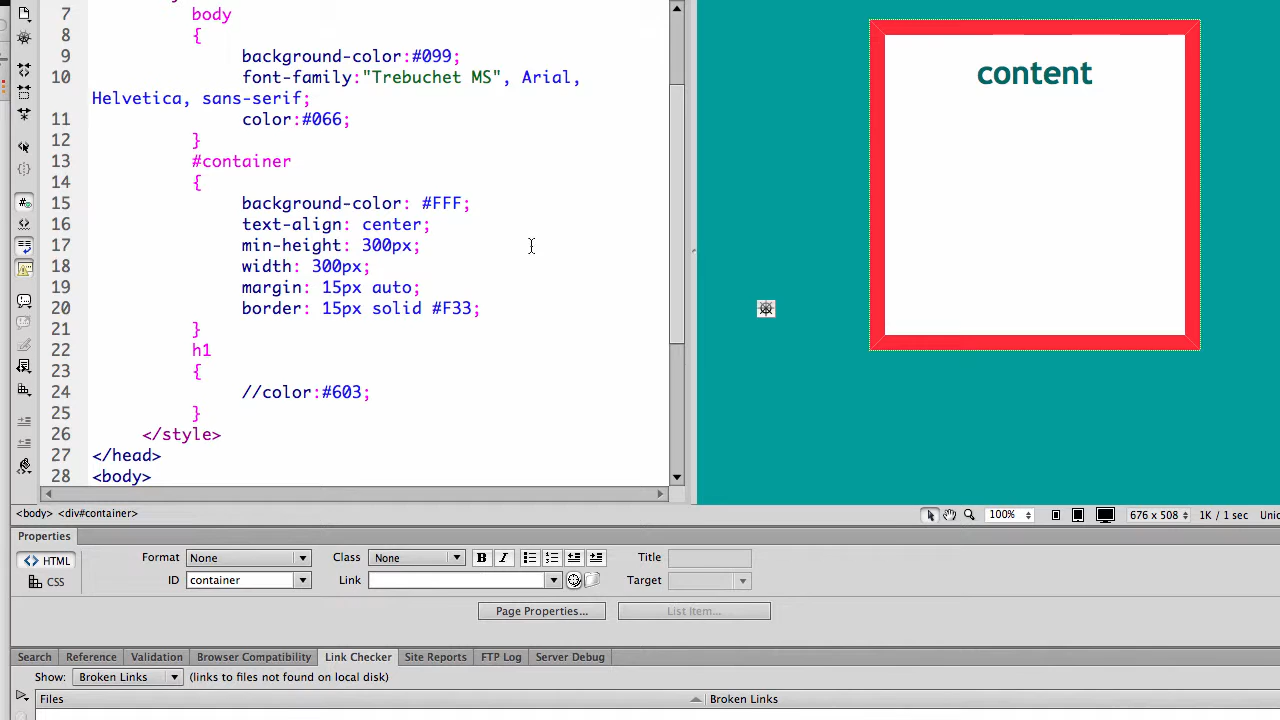 7 body
8 {
9 background-color:#099;
10 font-family:"Trebuchet MS", Arial,
Helvetica, sans-serif;
11 color:#066;
12 }
13 #container
14 {
15 background-color: #FFF;
16 text-align: center;
17 min-height: 300px;
18 width: 300px;
19 margin: 15px auto;
20 border: 15px solid #F33;
21 }
22 h1
23 {
24 //color:#603;
25 }
26 </style>
27 </head>
28 <body>
content
<body> <div#container>
100% 676 x 508 1K / 1 sec
Properties
HTML Format None Class None B I Title
CSS ID container Link Target
Page Properties... List Item...
Search Reference Validation Browser Compatibility Link Checker Site Reports FTP Log Server Debug
Show: Broken Links (links to files not found on local disk)
Files Broken Links